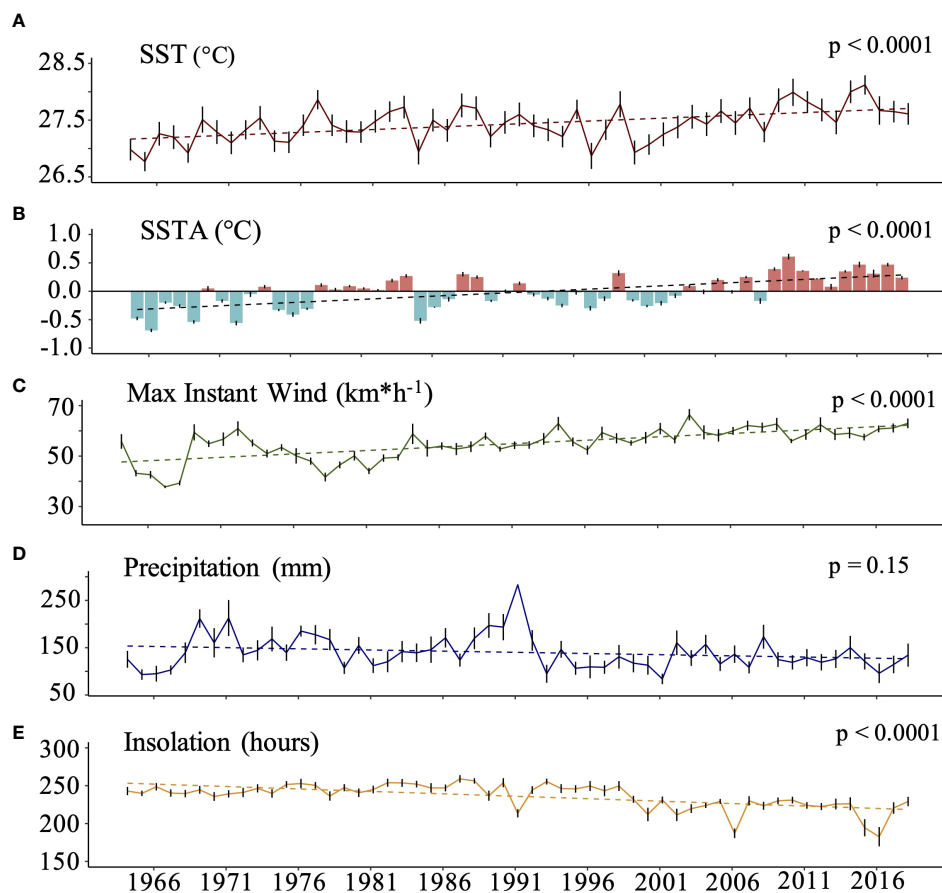 A
SST (°C)
p < 0.0001
28.5
27.5
26.5
B
SSTA (°C)
p < 0.0001
1.0
0.5
0.0
-0.5
-1.0
C
Max Instant Wind (km*h-1)
p < 0.0001
70
50
30
D
Precipitation (mm)
p = 0.15
250
150
50
E
Insolation (hours)
p < 0.0001
300
250
200
150
1966 1971 1976 1981 1986 1991 1996 2001 2006 2011 2016